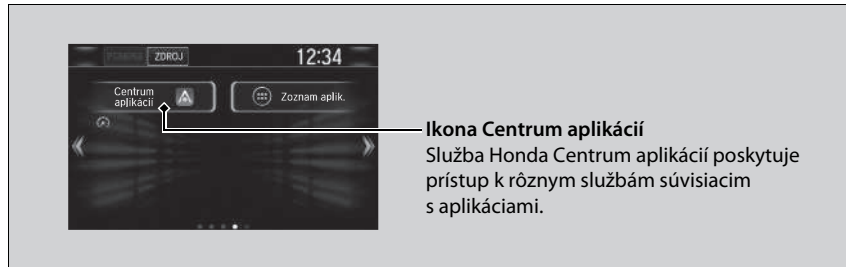 ZDROJ
12:34
Centrum
aplikácií
Zoznam aplik.
Ikona Centrum aplikácií
Služba Honda Centrum aplikácií poskytuje
prístup k rôznym službám súvisiacim
s aplikáciami.